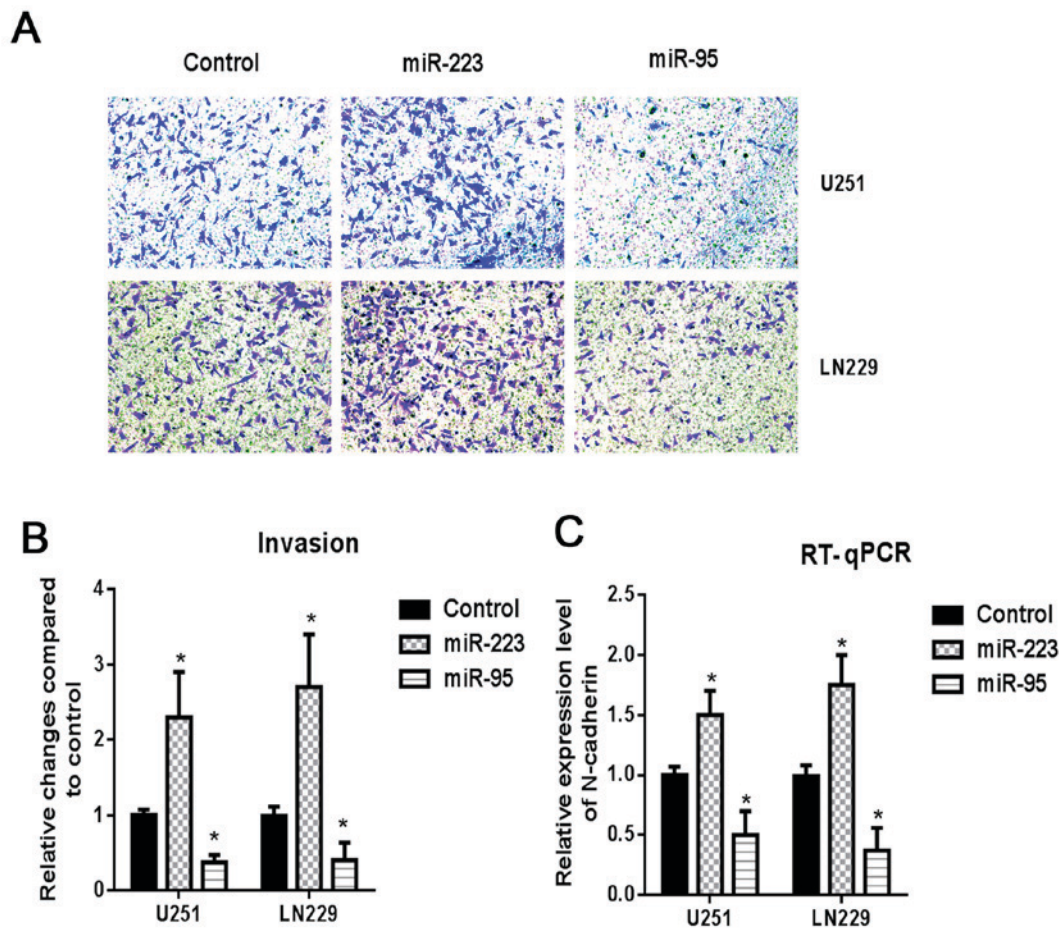 A
Control miR-223 miR-95
U251
LN229
B
Invasion
Relative changes compared
to control
4
3
2
1
0
*
*
*
*
U251 LN229
Control
miR-223
miR-95
C
RT-qPCR
Relative expression level
of N-cadherin
2.5
2.0
1.5
1.0
0.5
0.0
*
*
*
*
U251 LN229
Control
miR-223
miR-95